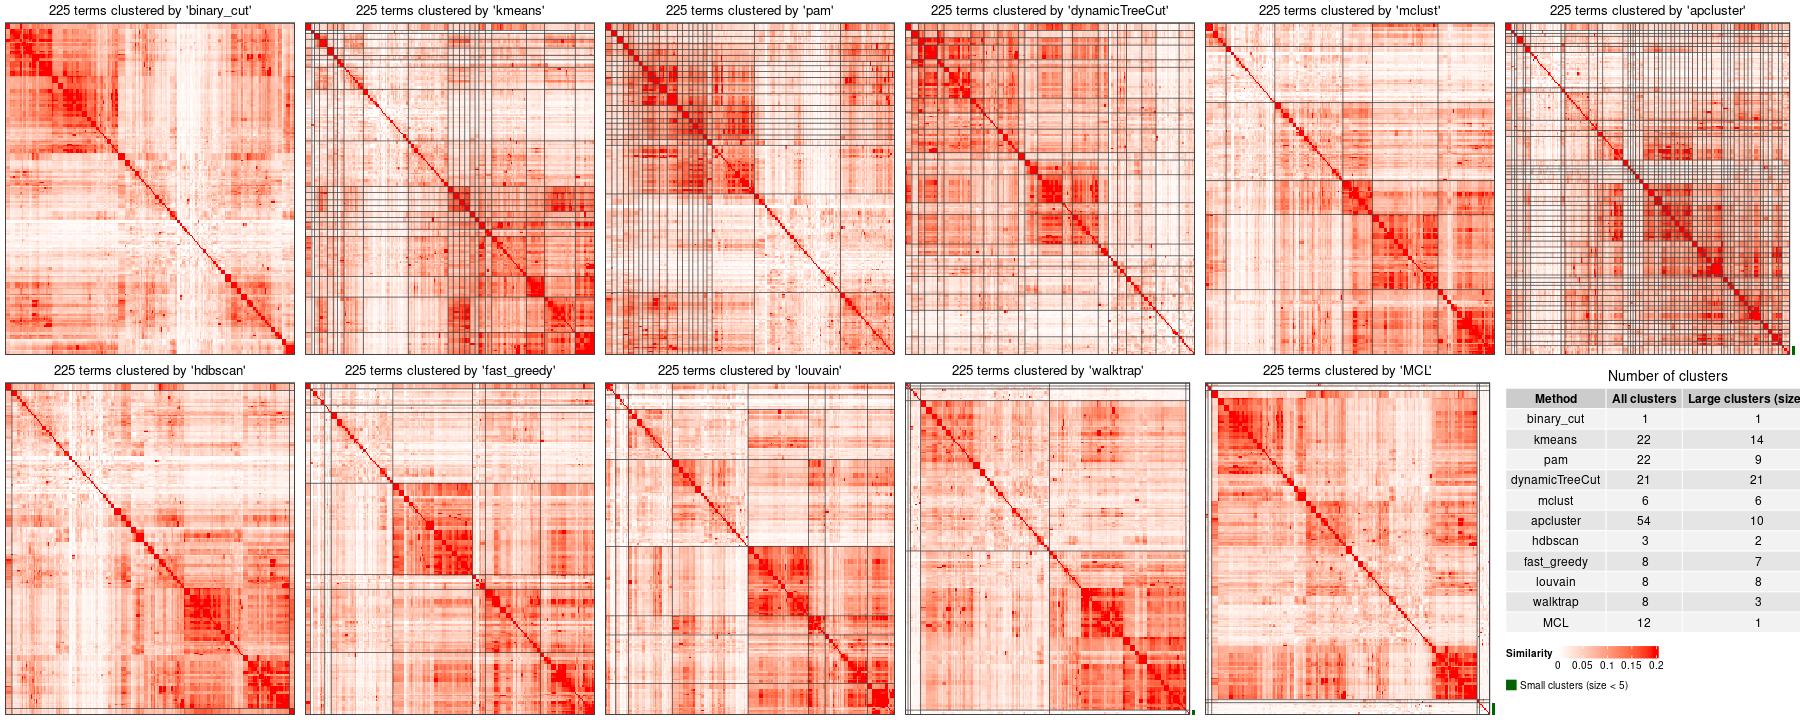 225 terms clustered by 'binary_cut'
225 terms clustered by 'kmeans'
225 terms clustered by 'pam'
225 terms clustered by 'dynamicTreeCut'
225 terms clustered by 'mclust'
225 terms clustered by 'apcluster'
225 terms clustered by 'hdbscan'
225 terms clustered by 'fast_greedy'
225 terms clustered by 'louvain'
225 terms clustered by 'walktrap'
225 terms clustered by 'MCL'
Number of clusters
Method All clusters Large clusters (size
binary_cut 1 1
kmeans 22 14
pam 22 9
dynamicTreeCut 21 21
mclust 6 6
apcluster 54 10
hdbscan 3 2
fast_greedy 8 7
louvain 8 8
walktrap 8 3
MCL 12 1
Similarity
0 0.05 0.1 0.15 0.2
Small clusters (size < 5)